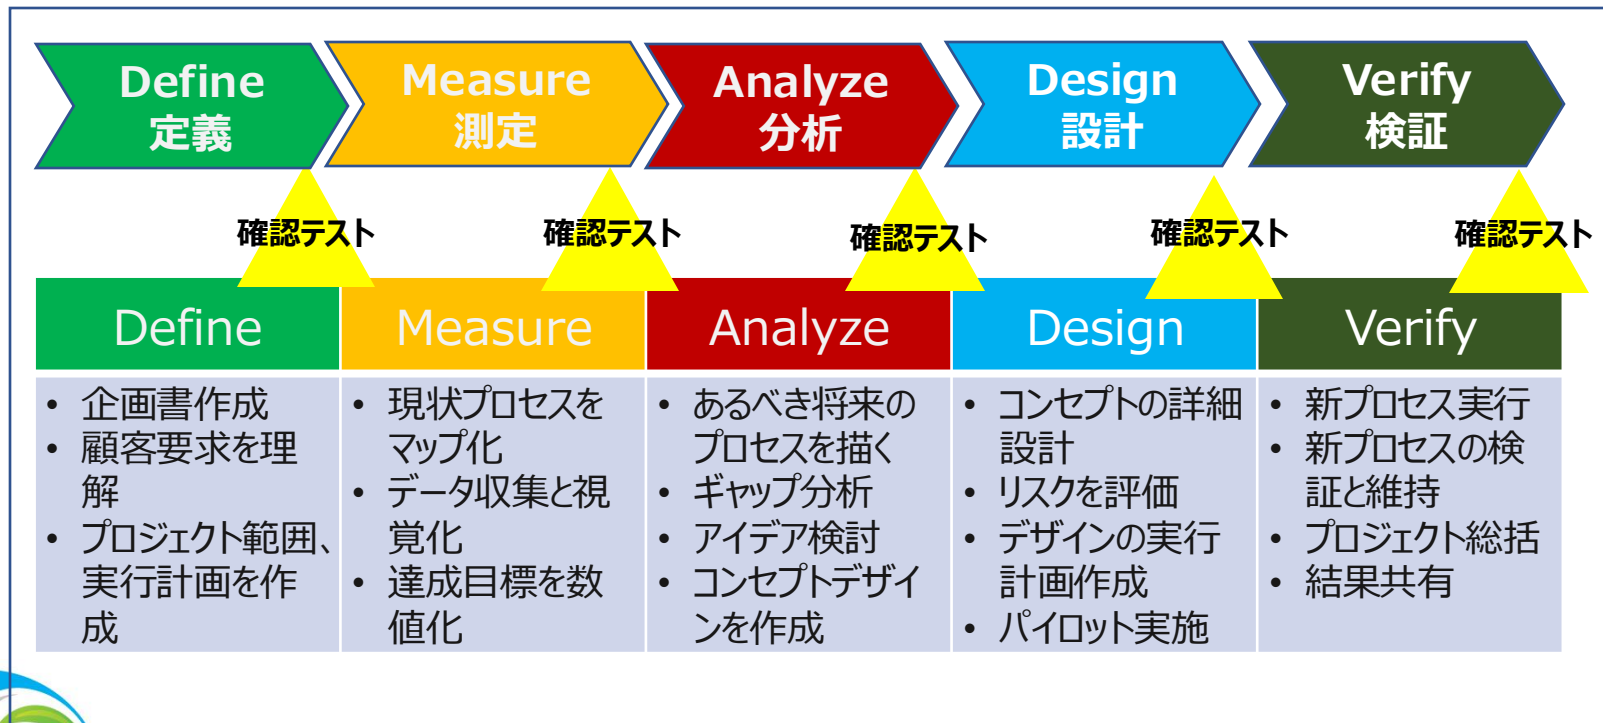 Define
定義
Measure
測定
Analyze
分析
Design
設計
Verify
検証
確認テスト
確認テスト
確認テスト
確認テスト
確認テスト
Define
Measure
Analyze
Design
Verify
• 企画書作成
• 顧客要求を理
解
• プロジェクト範囲、
実行計画を作
成
• 現状プロセスを
マップ化
• データ収集と視
覚化
• 達成目標を数
値化
• あるべき将来の
プロセスを描く
• ギャップ分析
• アイデア検討
• コンセプトデザイ
ンを作成
• コンセプトの詳細
設計
• リスクを評価
• デザインの実行
計画作成
• パイロット実施
• 新プロセス実行
• 新プロセスの検
証と維持
• プロジェクト総括
• 結果共有